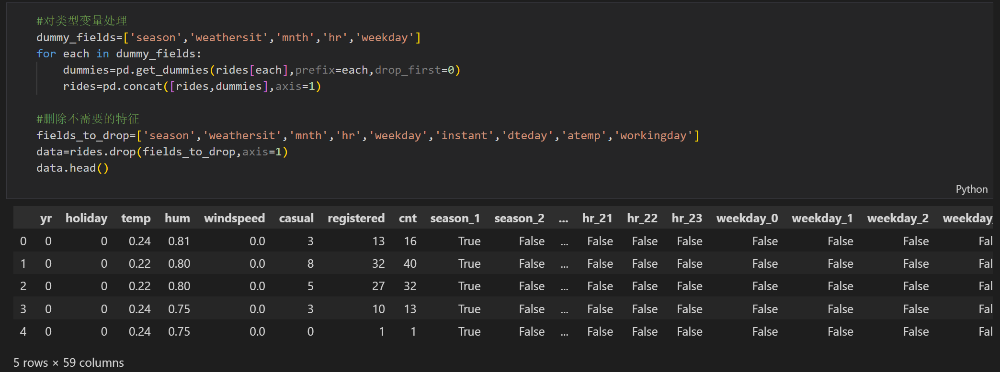 #对类型变量处理
dummy_fields=['season','weathersit','mnth','hr','weekday']
for each in dummy_fields:
    dummies=pd.get_dummies(rides[each],prefix=each,drop_first=0)
    rides=pd.concat([rides,dummies],axis=1)
#删除不需要的特征
fields_to_drop=['season','weathersit','mnth','hr','weekday','instant','dteday','atemp','workingday']
data=rides.drop(fields_to_drop,axis=1)
data.head()
Python
yr holiday temp hum windspeed casual registered cnt season_1 season_2 ... hr_21 hr_22 hr_23 weekday_0 weekday_1 weekday_2 weekday_
0 0 0 0.24 0.81 0.0 3 13 16 True False ... False False False False False False Fal
1 0 0 0.22 0.80 0.0 8 32 40 True False ... False False False False False False Fal
2 0 0 0.22 0.80 0.0 5 27 32 True False ... False False False False False False Fal
3 0 0 0.24 0.75 0.0 3 10 13 True False ... False False False False False False Fal
4 0 0 0.24 0.75 0.0 0 1 1 True False ... False False False False False False Fal
5 rows × 59 columns